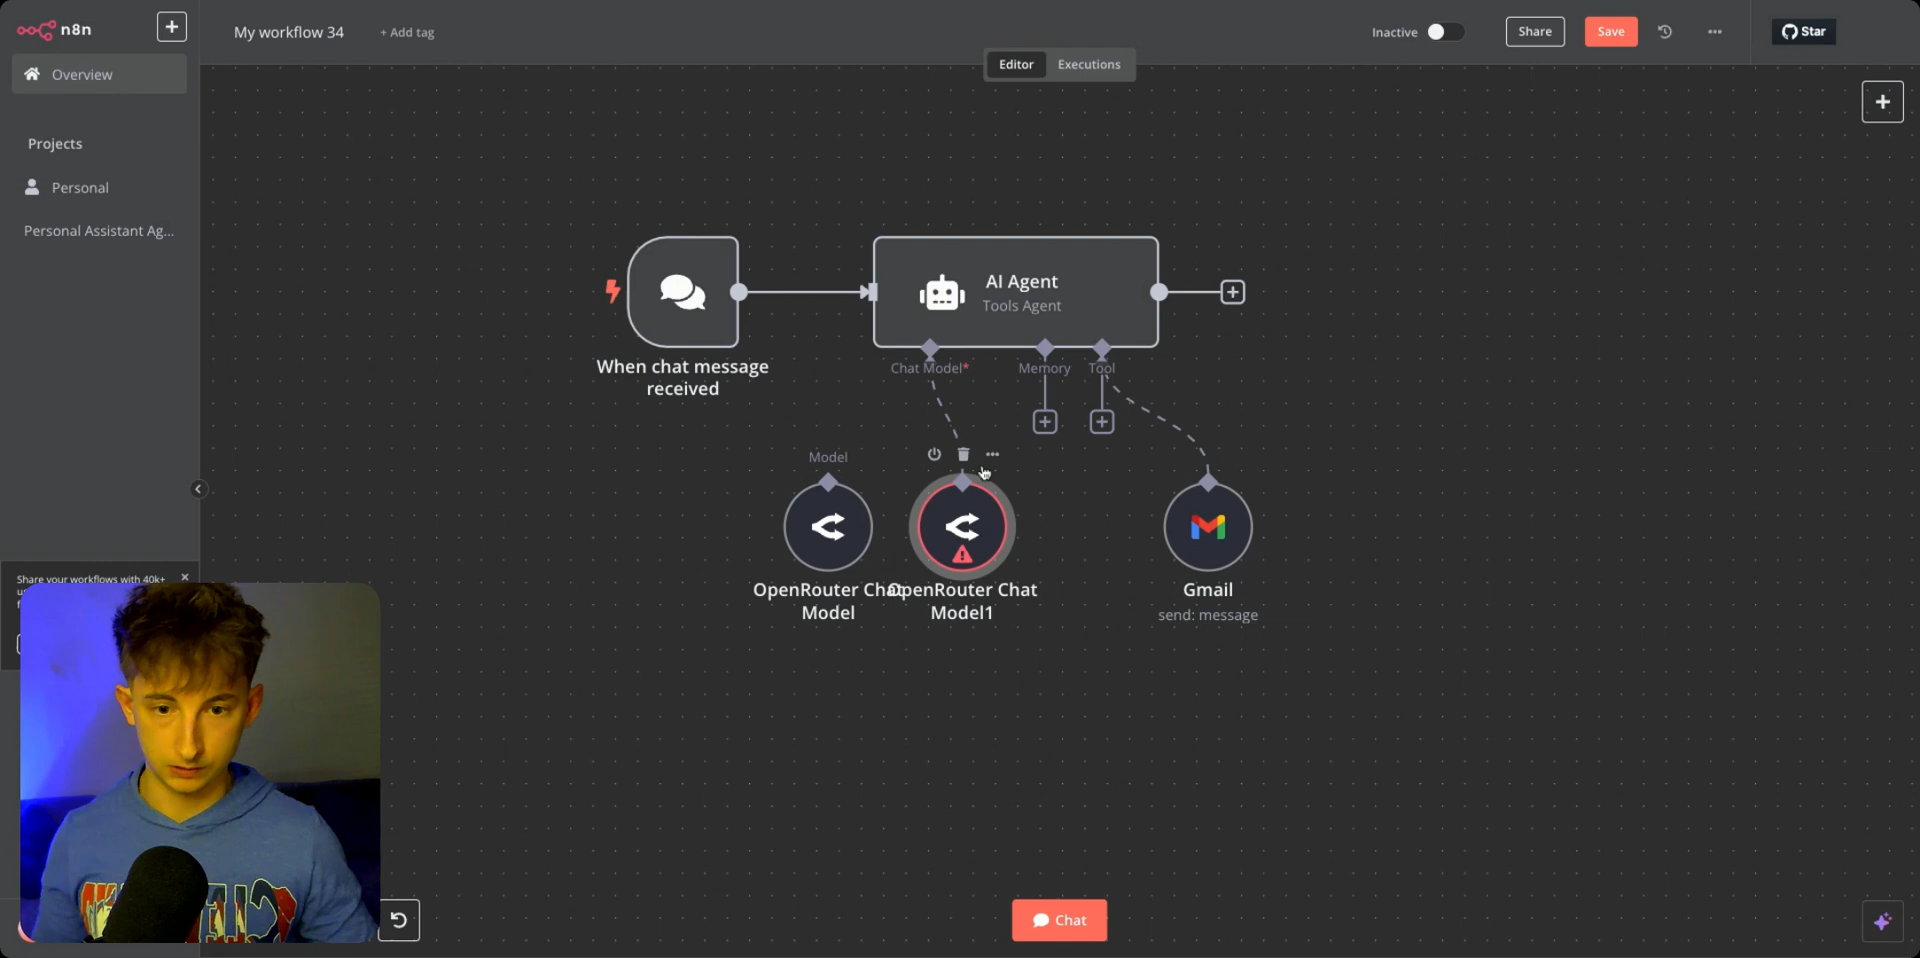 n8n
My workflow 34
+ Add tag
Inactive
Share
Save
Star
Editor
Executions
Overview
Projects
Personal
Personal Assistant Ag...
AI Agent
Tools Agent
When chat message
received
Chat Model*
Memory
Tool
Model
OpenRouter Chat
Model
OpenRouter Chat
Model1
Gmail
send: message
Share your workflows with 40k+
Chat